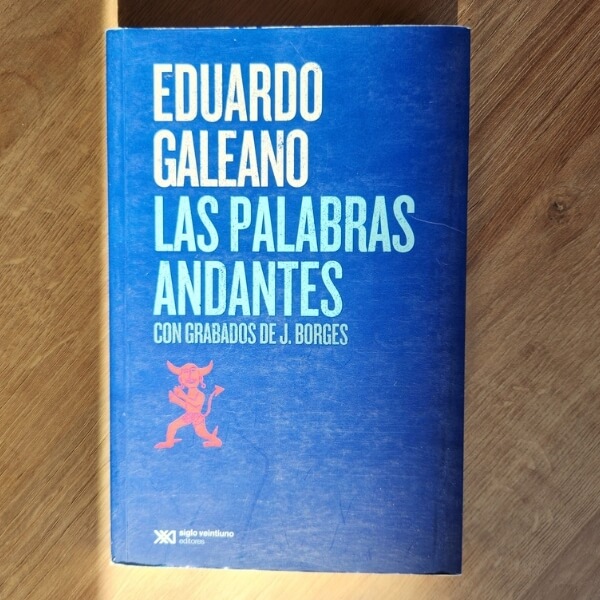 EDUARDO
GALEANO
LAS PALABRAS
ANDANTES
CON GRABADOS DE J. BORGES
siglo veintiuno
editores